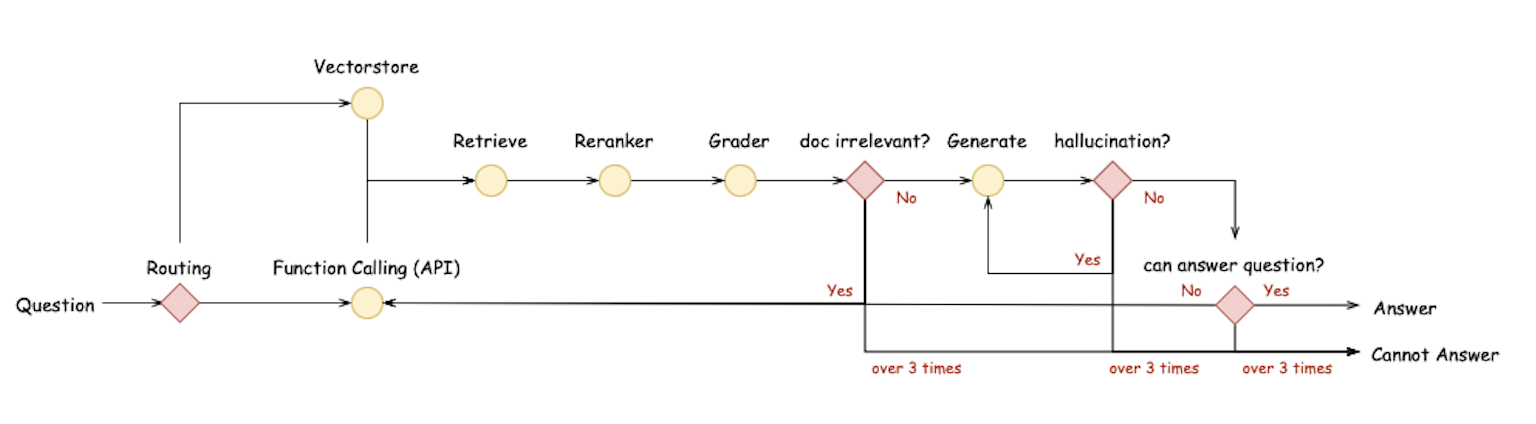 Vectorstore
Retrieve
Reranker
Grader
doc irrelevant?
Generate
hallucination?
No
No
Routing
Function Calling (API)
Yes
can answer question?
Question
Yes
No
Yes
Answer
Cannot Answer
over 3 times
over 3 times
over 3 times